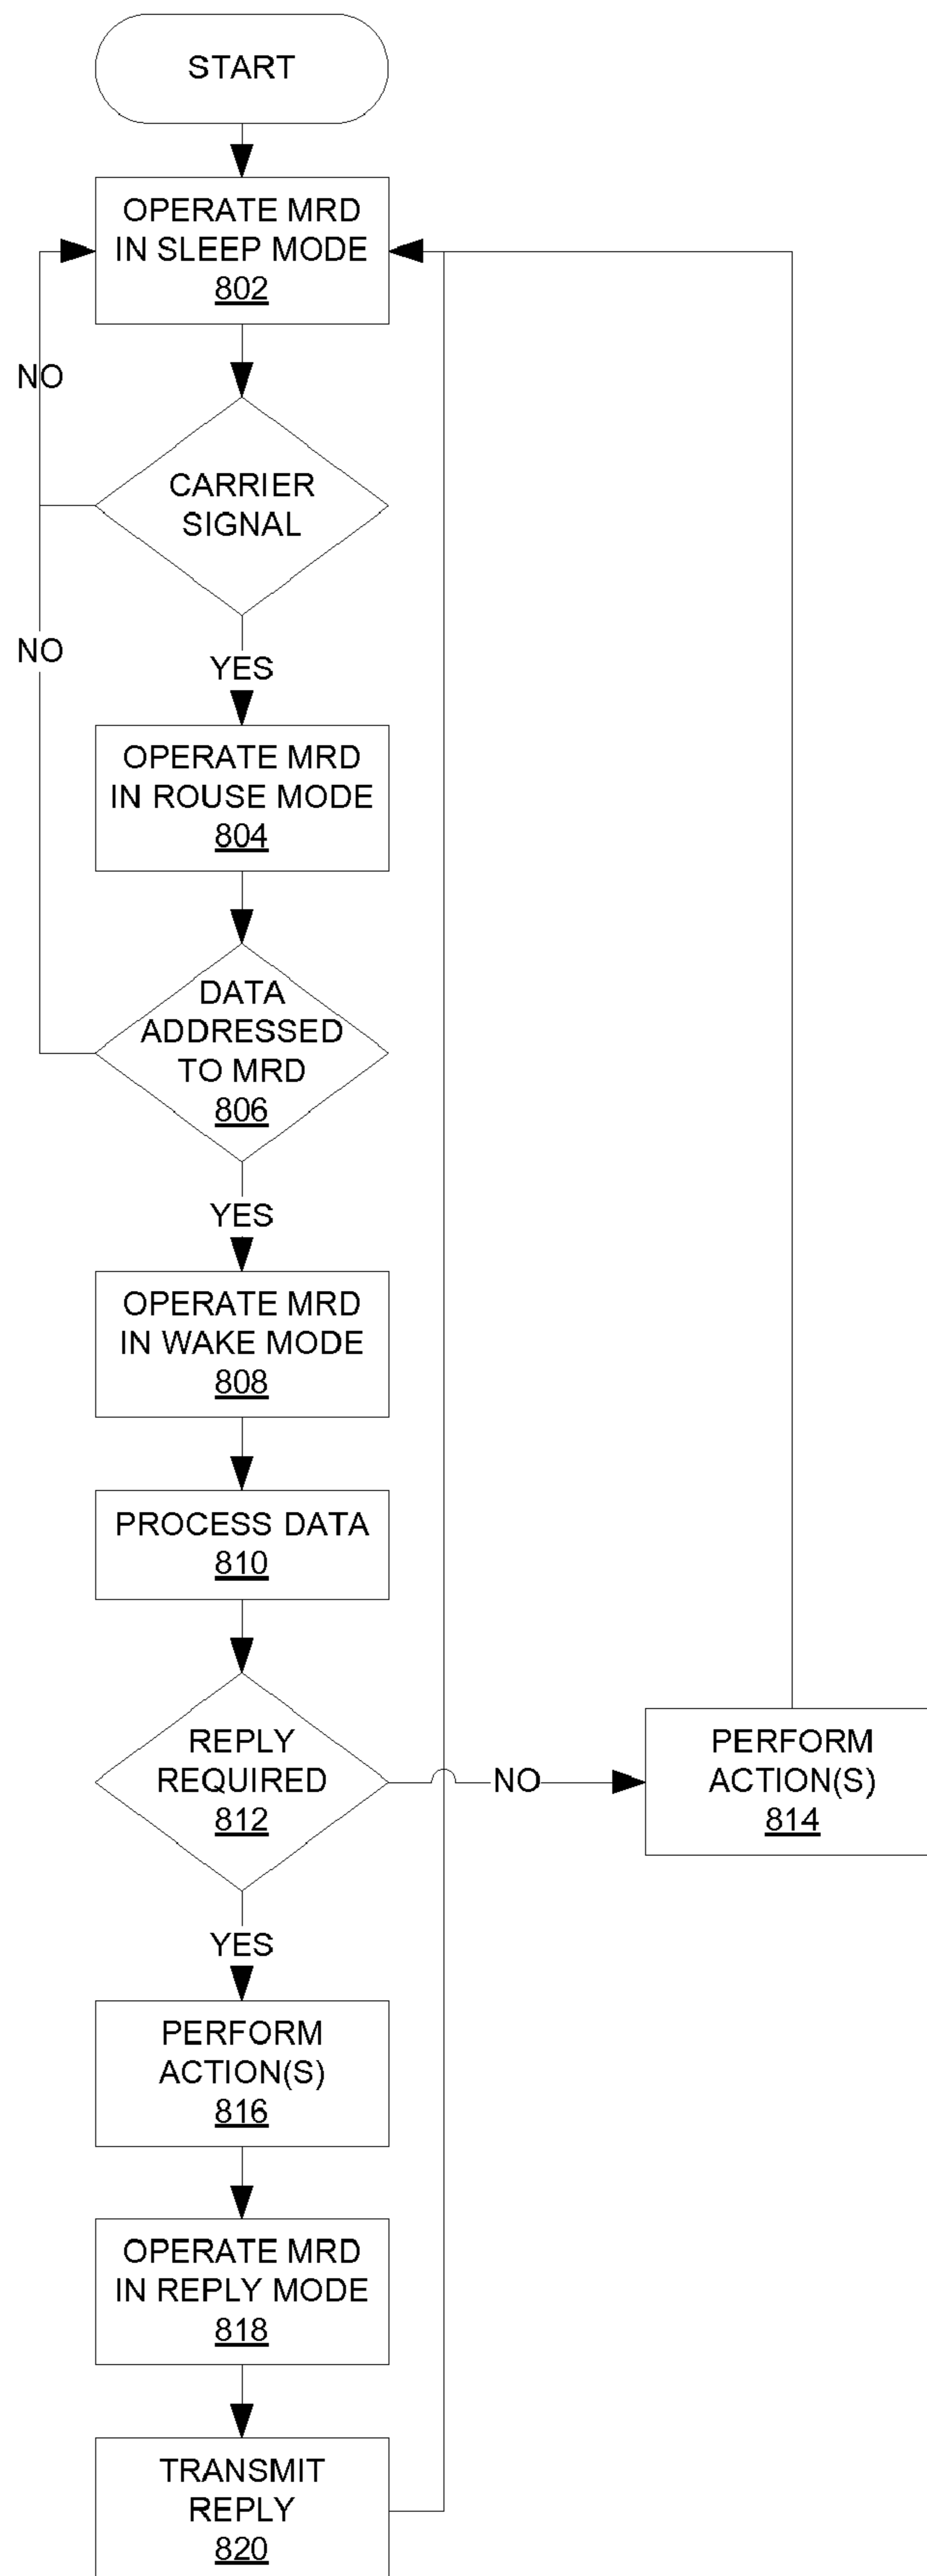 START
OPERATE MRD
IN SLEEP MODE
802
NO
CARRIER
SIGNAL
NO
YES
OPERATE MRD
IN ROUSE MODE
804
DATA
ADDRESSED
TO MRD
806
YES
OPERATE MRD
IN WAKE MODE
808
PROCESS DATA
810
REPLY
REQUIRED
812
NO
PERFORM
ACTION(S)
814
YES
PERFORM
ACTION(S)
816
OPERATE MRD
IN REPLY MODE
818
TRANSMIT
REPLY
820